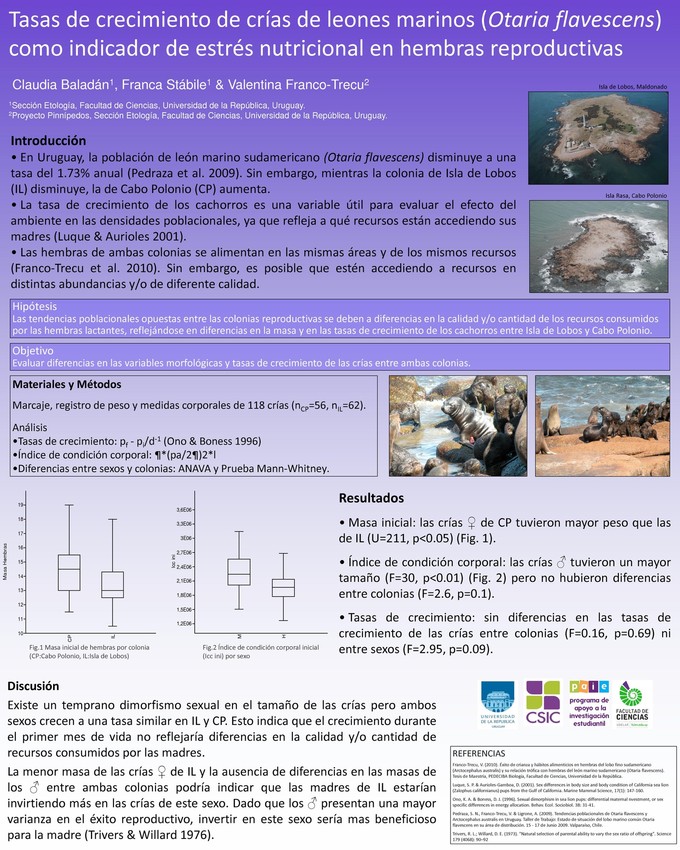 Tasas de crecimiento de crías de leones marinos (Otaria flavescens)
como indicador de estrés nutricional en hembras reproductivas
Claudia Baladán¹, Franca Stábile¹ & Valentina Franco-Trecu²
¹Sección Etología, Facultad de Ciencias, Universidad de la República, Uruguay.
²Proyecto Pinnípedos, Sección Etología, Facultad de Ciencias, Universidad de la República, Uruguay.
Isla de Lobos, Maldonado
Isla Rasa, Cabo Polonio
Introducción
• En Uruguay, la población de león marino sudamericano (Otaria flavescens) disminuye a una
tasa del 1.73% anual (Pedraza et al. 2009). Sin embargo, mientras la colonia de Isla de Lobos
(IL) disminuye, la de Cabo Polonio (CP) aumenta.
• La tasa de crecimiento de los cachorros es una variable útil para evaluar el efecto del
ambiente en las densidades poblacionales, ya que refleja a qué recursos están accediendo sus
madres (Luque & Aurioles 2001).
• Las hembras de ambas colonias se alimentan en las mismas áreas y de los mismos recursos
(Franco-Trecu et al. 2010). Sin embargo, es posible que estén accediendo a recursos en
distintas abundancias y/o de diferente calidad.
Hipótesis
Las tendencias poblacionales opuestas entre las colonias reproductivas se deben a diferencias en la calidad y/o cantidad de los recursos consumidos
por las hembras lactantes, reflejándose en diferencias en la masa y en las tasas de crecimiento de los cachorros entre Isla de Lobos y Cabo Polonio.
Objetivo
Evaluar diferencias en las variables morfológicas y tasas de crecimiento de las crías entre ambas colonias.
Materiales y Métodos
Marcaje, registro de peso y medidas corporales de 118 crías (nCP=56, nIL=62).
Análisis
•Tasas de crecimiento: pf - pi/d-1 (Ono & Boness 1996)
•Índice de condición corporal: ¶*(pa/2¶)2*l
•Diferencias entre sexos y colonias: ANAVA y Prueba Mann-Whitney.
Masa Hembras
19
18
17
16
15
14
13
12
11
10
CP
IL
Fig.1 Masa inicial de hembras por colonia
(CP:Cabo Polonio, IL:Isla de Lobos)
Icc ini
3,6E06
3,3E06
3E06
2,7E06
2,4E06
2,1E06
1,8E06
1,5E06
1,2E06
M
H
Fig.2 Índice de condición corporal inicial
(Icc ini) por sexo
Resultados
• Masa inicial: las crías ♀ de CP tuvieron mayor peso que las
de IL (U=211, p<0.05) (Fig. 1).
• Índice de condición corporal: las crías ♂ tuvieron un mayor
tamaño (F=30, p<0.01) (Fig. 2) pero no hubieron diferencias
entre colonias (F=2.6, p=0.1).
• Tasas de crecimiento: sin diferencias en las tasas de
crecimiento de las crías entre colonias (F=0.16, p=0.69) ni
entre sexos (F=2.95, p=0.09).
Discusión
Existe un temprano dimorfismo sexual en el tamaño de las crías pero ambos
sexos crecen a una tasa similar en IL y CP. Esto indica que el crecimiento durante
el primer mes de vida no reflejaría diferencias en la calidad y/o cantidad de
recursos consumidos por las madres.
La menor masa de las crías ♀ de IL y la ausencia de diferencias en las masas de
los ♂ entre ambas colonias podría indicar que las madres de IL estarían
invirtiendo más en las crías de este sexo. Dado que los ♂ presentan una mayor
varianza en el éxito reproductivo, invertir en este sexo sería mas beneficioso
para la madre (Trivers & Willard 1976).
UNIVERSIDAD
DE LA REPÚBLICA
URUGUAY
CSIC
paie
programa de
apoyo a la
investigación
estudiantil
FACULTAD DE
CIENCIAS
REFERENCIAS
Franco-Trecu, V. (2010). Éxito de crianza y hábitos alimenticios en hembras del lobo fino sudamericano
(Arctocephalus australis) y su relación trófica con hembras del león marino sudamericano (Otaria flavescens).
Tesis de Maestría, PEDECIBA Biología, Facultad de Ciencias, Universidad de la República.
Luque, S. P. & Aurioles-Gamboa, D. (2001). Sex differences in body size and body condition of California sea lion
(Zalophus californianus) pups from the Gulf of California. Marine Mammal Science, 17(1): 147-160.
Ono, K. A. & Boness, D. J. (1996). Sexual dimorphism in sea lion pups: differential maternal investment, or sex
specific differences in energy allocation. Behav. Ecol. Sociobiol. 38: 31-41.
Pedraza, S. N., Franco-Trecu, V. & Ligrone, A. (2009). Tendencias poblacionales de Otaria flavescens y
Arctocephalus australis en Uruguay. Taller de Trabajo: Estado de situación del lobo marino común Otaria
flavescens en su área de distribución. 15 - 17 de Junio 2009. Valparaíso, Chile.
Trivers, R. L.; Willard, D. E. (1973). "Natural selection of parental ability to vary the sex ratio of offspring". Science
179 (4068): 90–92